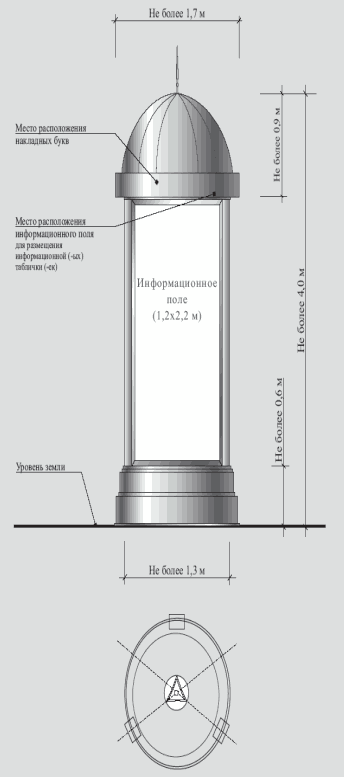 Не более 1,7 м
Место расположения
накладных букв
Не более 0,9 м
Место расположения
информационного поля
для размещения
информационной (-ых)
таблички (-ек)
Информационное
поле
(1,2х2,2 м)
Не более 4,0 м
Не более 0,6 м
Уровень земли
Не более 1,3 м